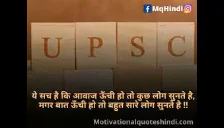 MqHindi
U P S C
ये सच है कि आवाज ऊँची हो तो कुछ लोग सुनते है,
मगर बात ऊँची हो तो बहुत सारे लोग सुनते है !!
Motivationalquoteshindi.com